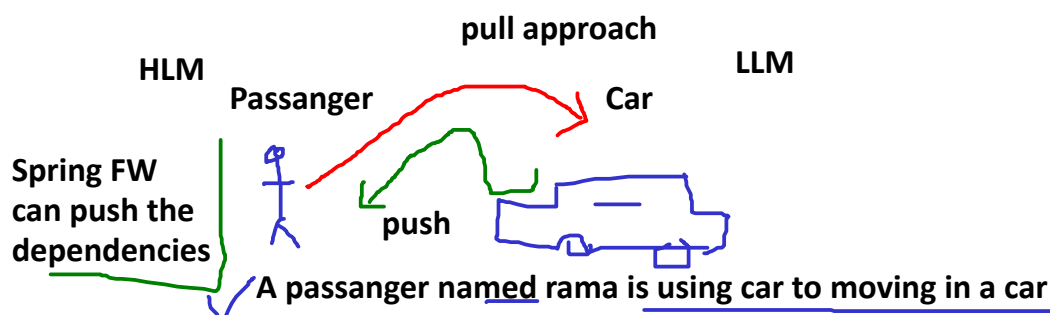 pull approach
HLM
LLM
Passanger
Car
Spring FW
can push the
dependencies
push
A passanger named rama is using car to moving in a car